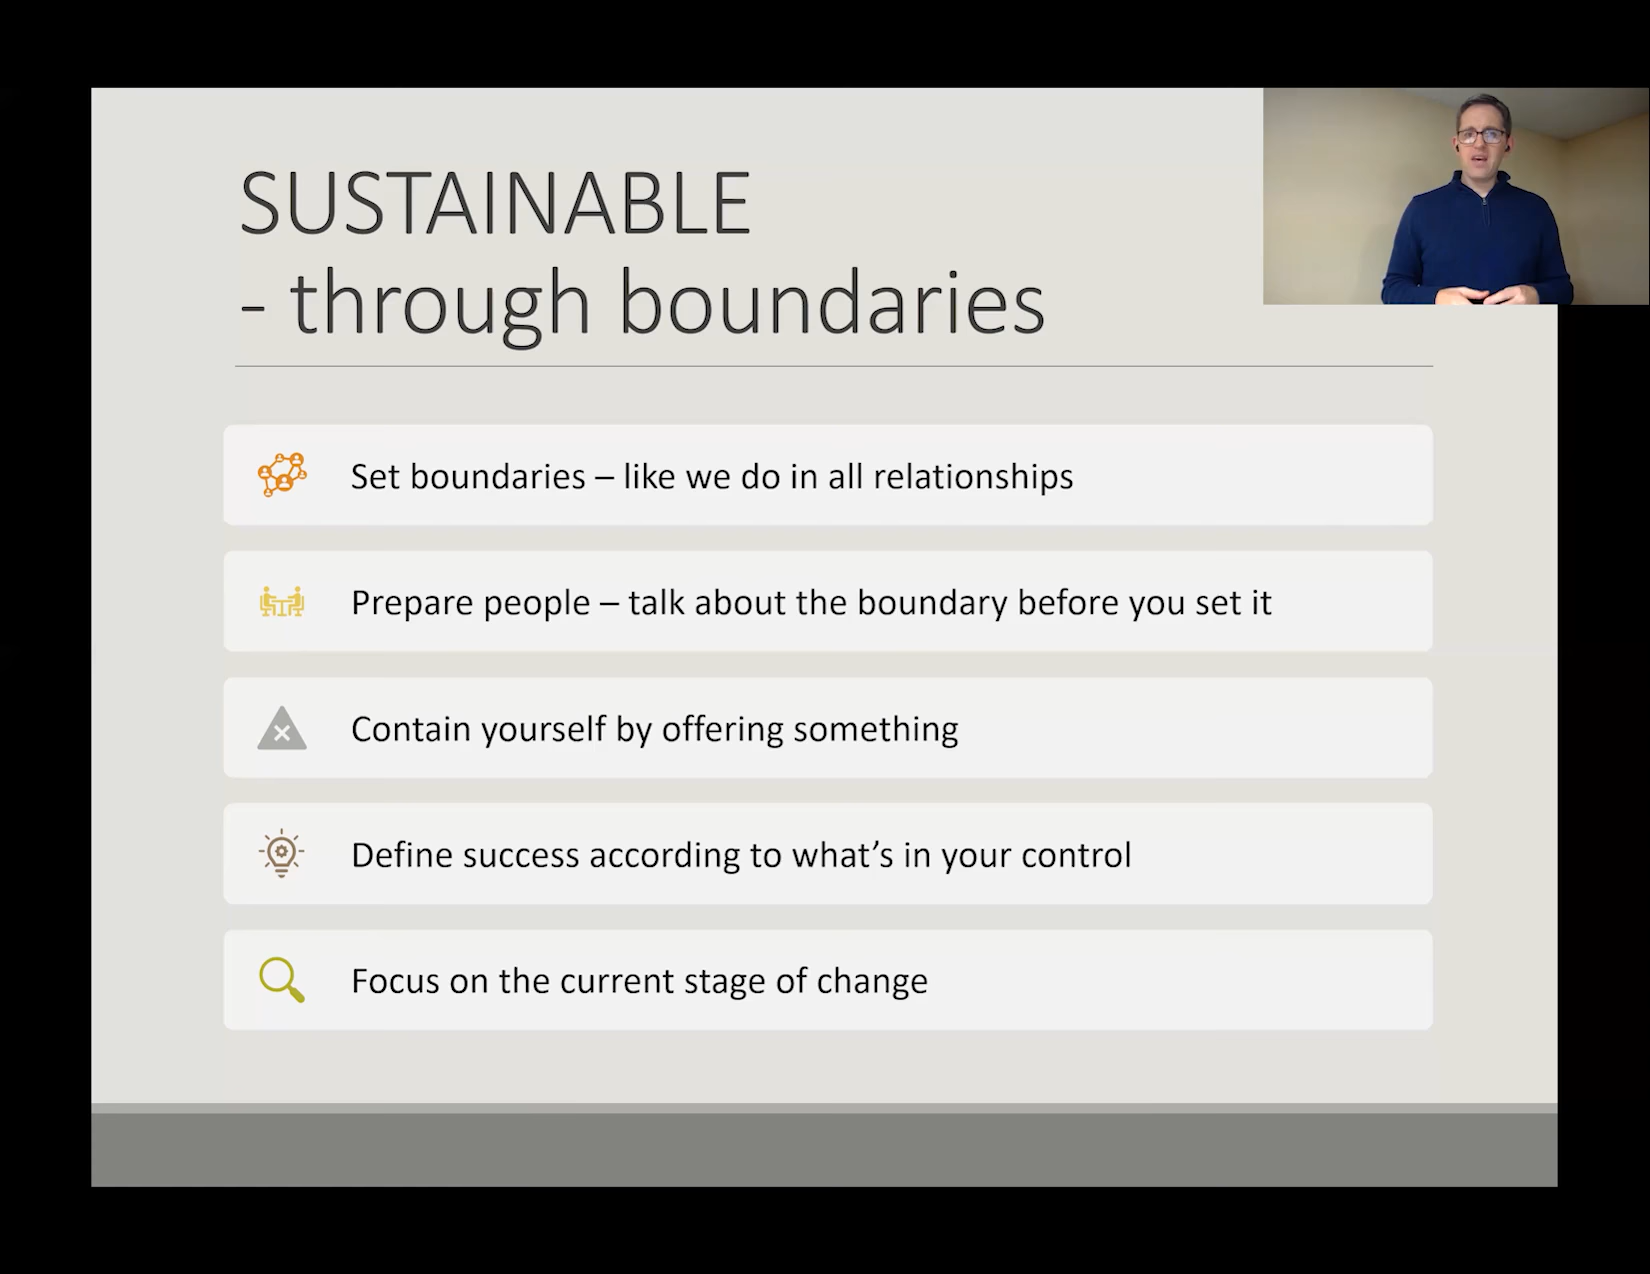 SUSTAINABLE
- through boundaries
Set boundaries – like we do in all relationships
Prepare people – talk about the boundary before you set it
Contain yourself by offering something
Define success according to what’s in your control
Focus on the current stage of change